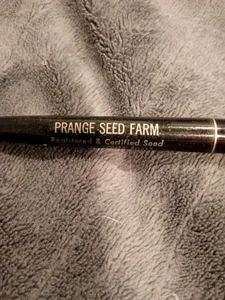 PRANGE SEED FARM
Registered & Certified Seed